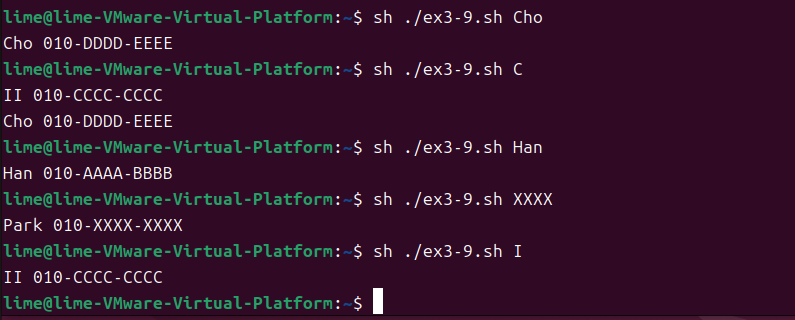 lime@lime-VMware-Virtual-Platform:~$ sh ./ex3-9.sh Cho
Cho 010-DDDD-EEEE
lime@lime-VMware-Virtual-Platform:~$ sh ./ex3-9.sh C
II 010-CCCC-CCCC
Cho 010-DDDD-EEEE
lime@lime-VMware-Virtual-Platform:~$ sh ./ex3-9.sh Han
Han 010-AAAA-BBBB
lime@lime-VMware-Virtual-Platform:~$ sh ./ex3-9.sh XXXX
Park 010-XXXX-XXXX
lime@lime-VMware-Virtual-Platform:~$ sh ./ex3-9.sh I
II 010-CCCC-CCCC
lime@lime-VMware-Virtual-Platform:~$